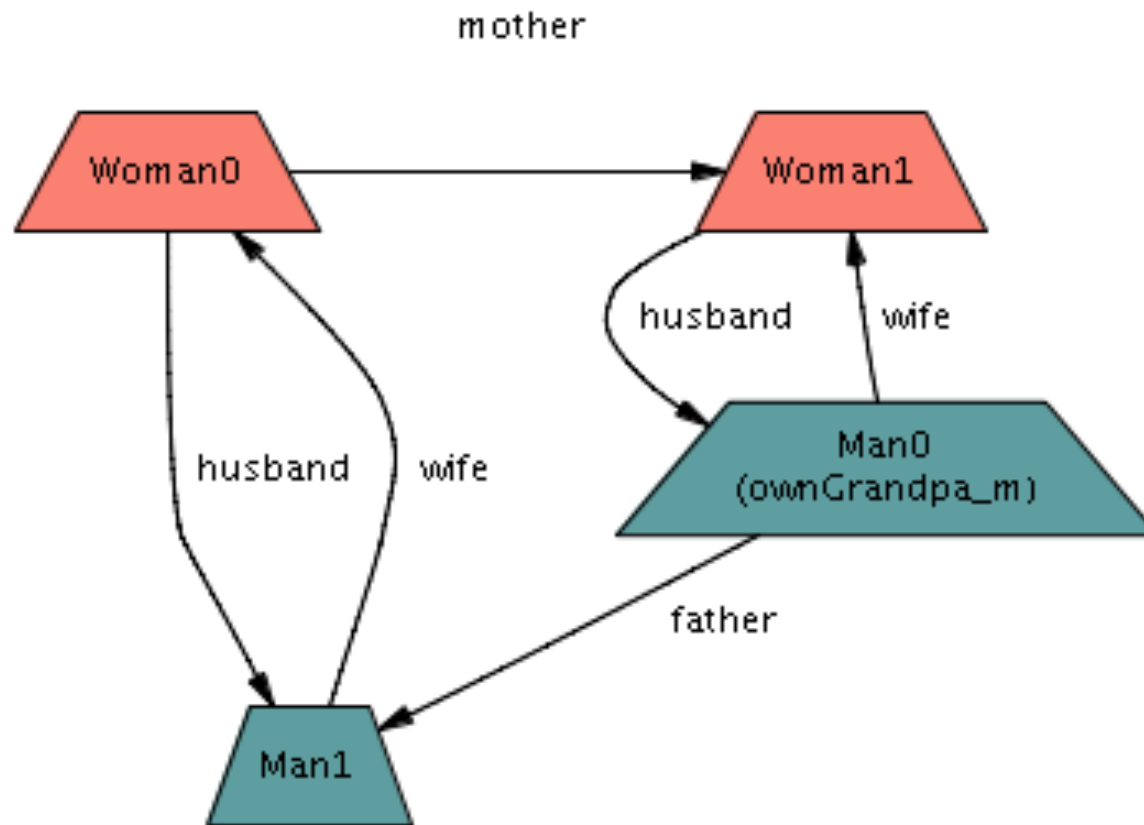 mother
Woman0
Woman1
husband
wife
Man0
(ownGrandpa_m)
husband
wife
father
Man1